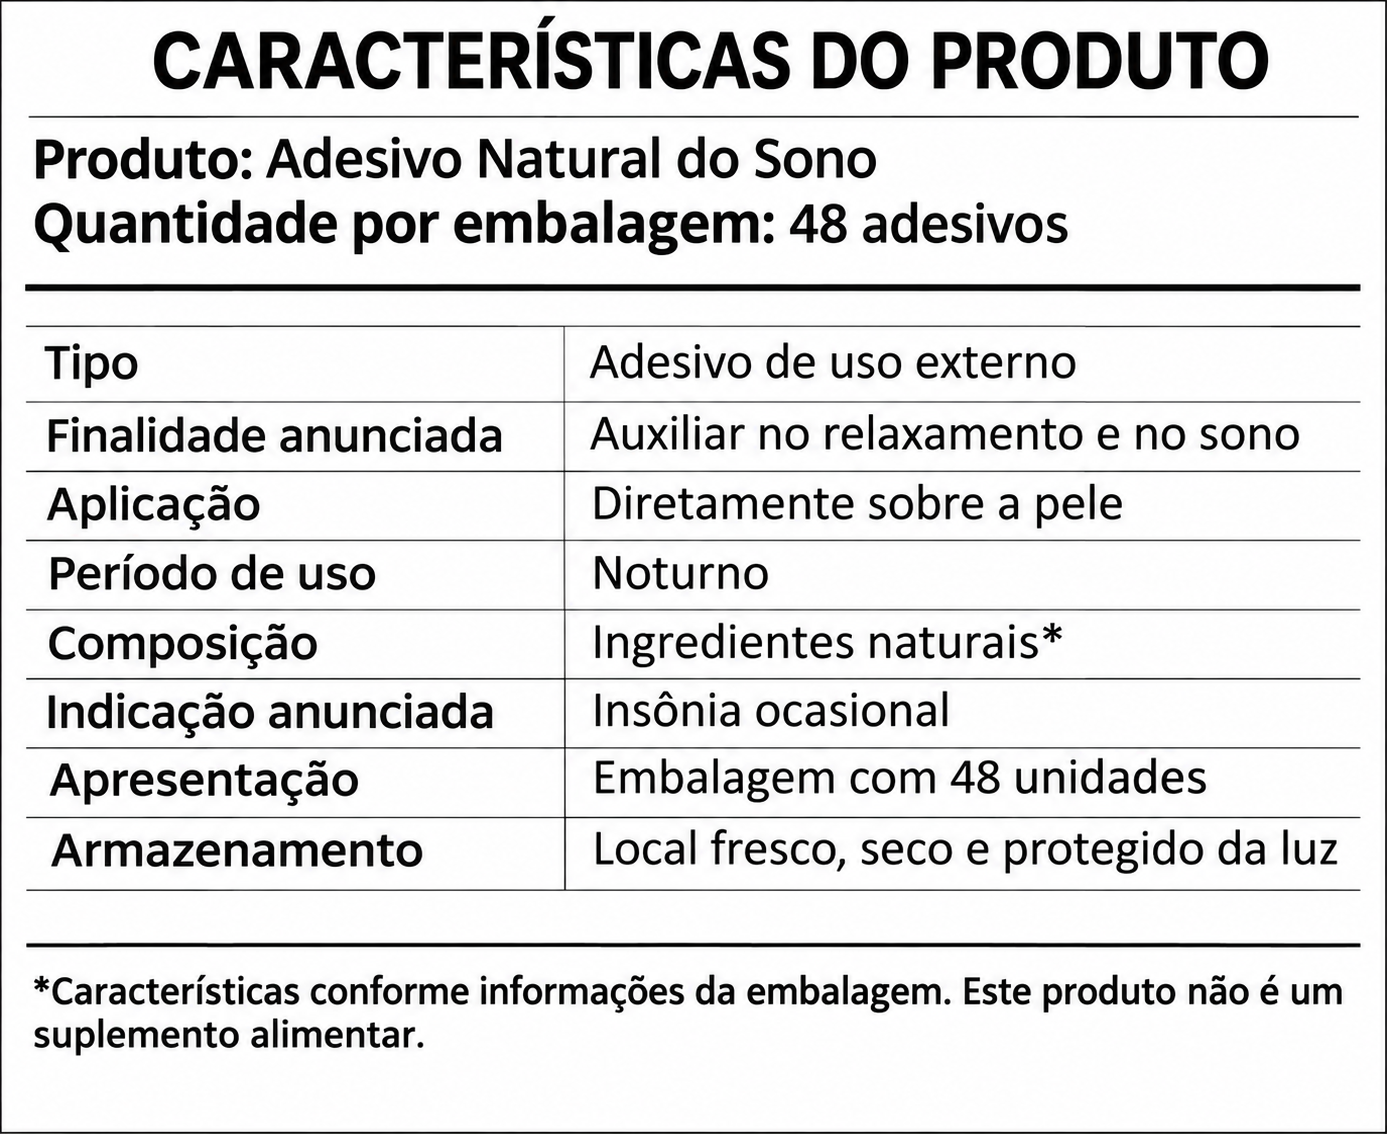 CARACTERÍSTICAS DO PRODUTO
Produto: Adesivo Natural do Sono
Quantidade por embalagem: 48 adesivos
Tipo Adesivo de uso externo
Finalidade anunciada Auxiliar no relaxamento e no sono
Aplicação Diretamente sobre a pele
Período de uso Noturno
Composição Ingredientes naturais*
Indicação anunciada Insônia ocasional
Apresentação Embalagem com 48 unidades
Armazenamento Local fresco, seco e protegido da luz
*Características conforme informações da embalagem. Este produto não é um
suplemento alimentar.